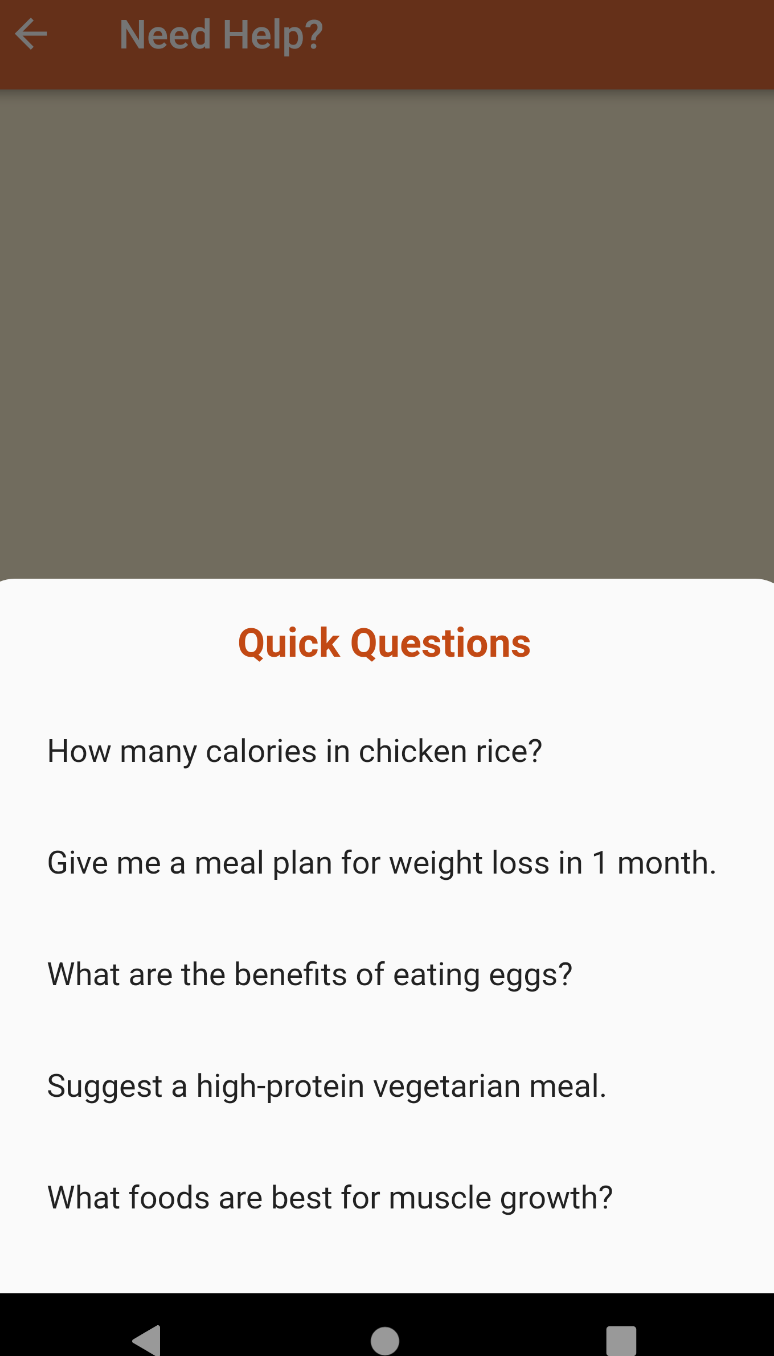 Need Help?
Quick Questions
How many calories in chicken rice?
Give me a meal plan for weight loss in 1 month.
What are the benefits of eating eggs?
Suggest a high-protein vegetarian meal.
What foods are best for muscle growth?